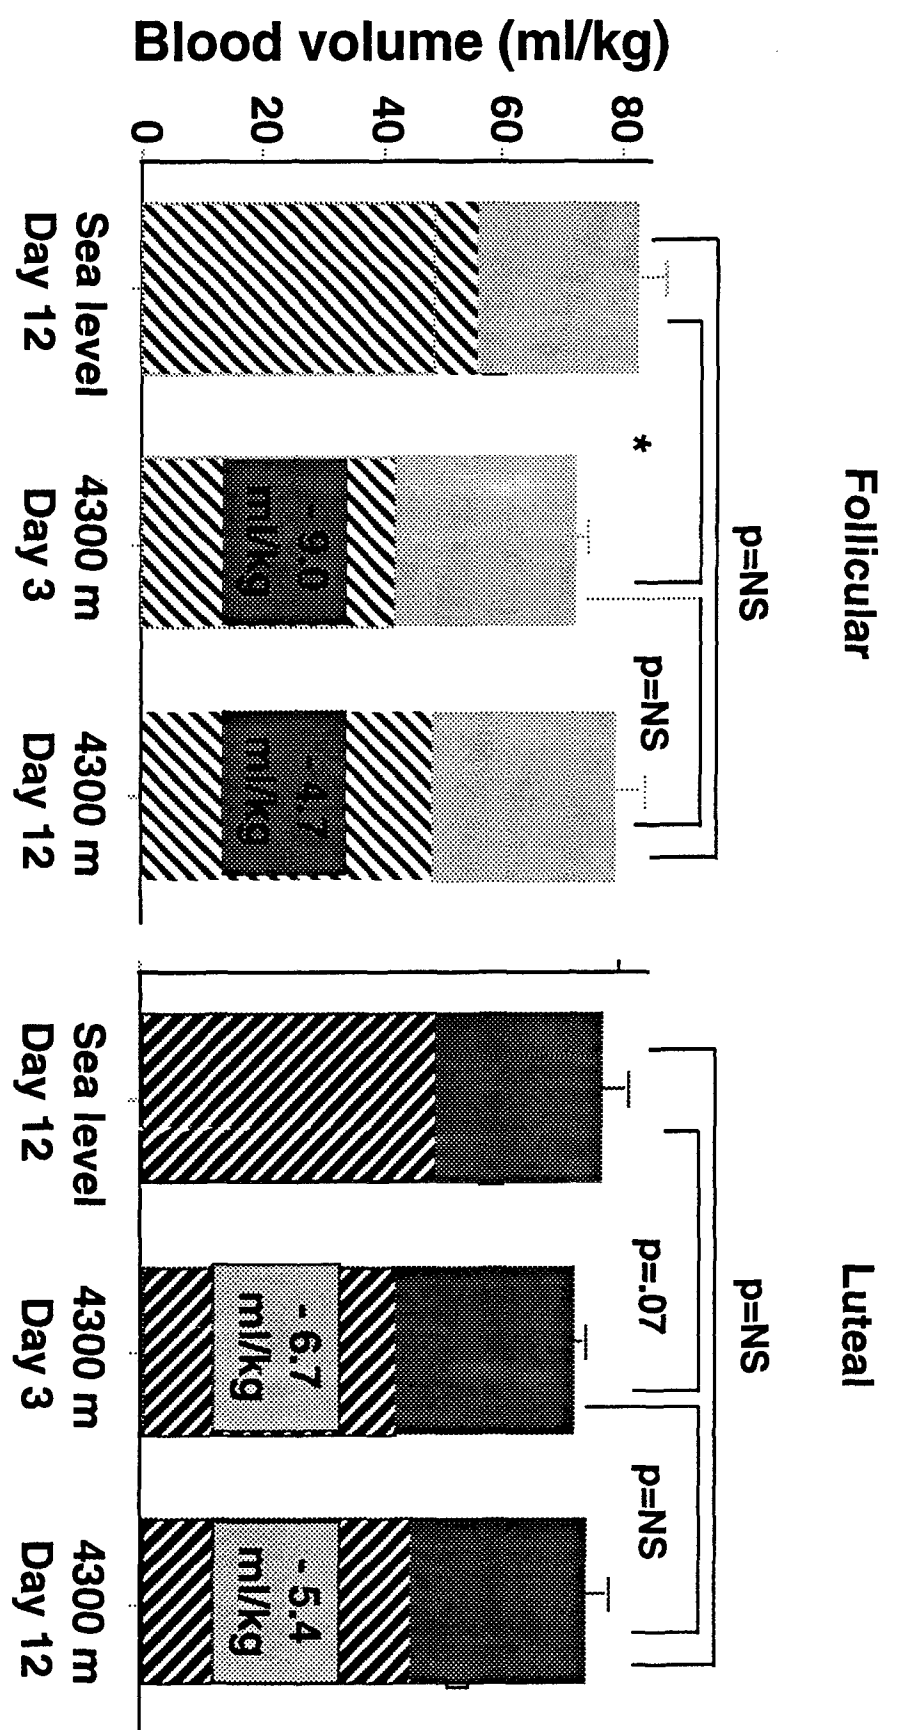 Follicular
Luteal
p=NS
p=NS
*
p=NS
p=.07
p=NS
Blood volume (ml/kg)
80
60
40
20
0
- 9.0
ml/kg
- 4.7
ml/kg
- 6.7
ml/kg
- 5.4
ml/kg
Sea level
Day 12
4300 m
Day 3
4300 m
Day 12
Sea level
Day 12
4300 m
Day 3
4300 m
Day 12